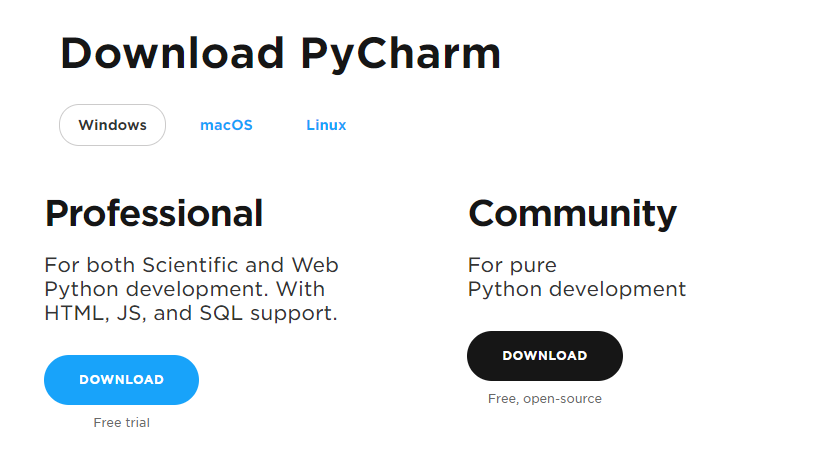 Download PyCharm
Windows
macOS
Linux
Professional
For both Scientific and Web
Python development. With
HTML, JS, and SQL support.
DOWNLOAD
Free trial
Community
For pure
Python development
DOWNLOAD
Free, open-source